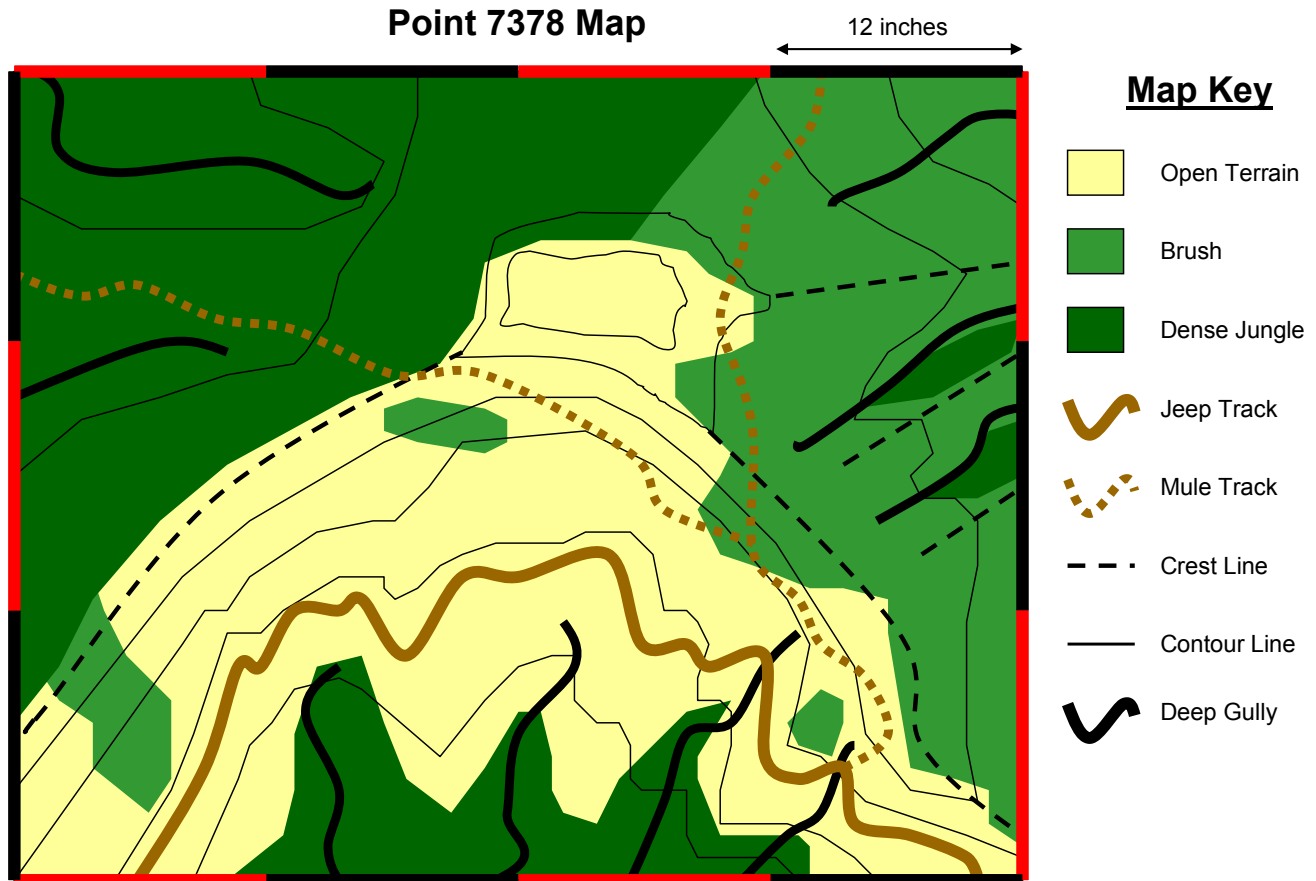 Point 7378 Map
12 inches
Map Key
Open Terrain
Brush
Dense Jungle
Jeep Track
Mule Track
Crest Line
Contour Line
Deep Gully